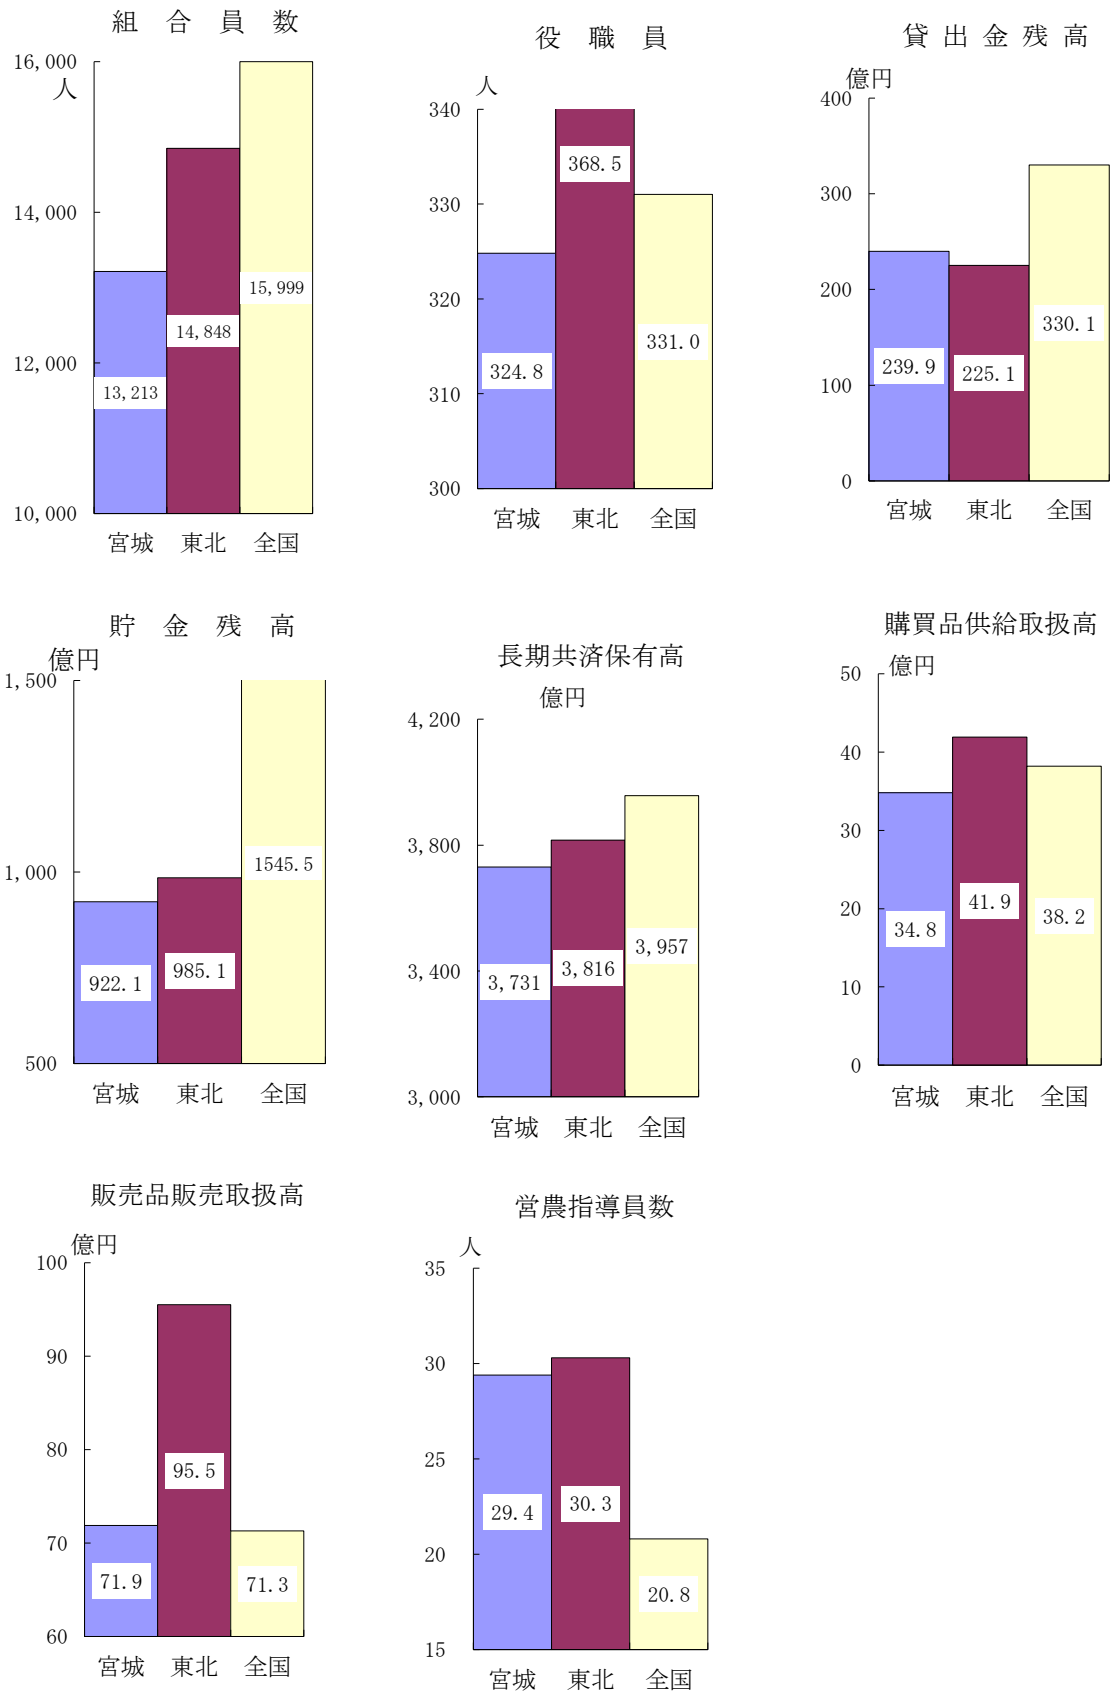 組合員数
16,000
人
14,000
12,000
10,000
13,213
14,848
15,999
宮城 東北 全国
役職員
人
340
330
320
310
300
324.8
368.5
331.0
宮城 東北 全国
貸出金残高
億円
400
300
200
100
0
239.9
225.1
330.1
宮城 東北 全国
貯金残高
億円
1,500
1,000
500
922.1
985.1
1545.5
宮城 東北 全国
長期共済保有高
億円
4,200
3,800
3,400
3,000
3,731
3,816
3,957
宮城 東北 全国
購買品供給取扱高
億円
50
40
30
20
10
0
34.8
41.9
38.2
宮城 東北 全国
販売品販売取扱高
億円
100
90
80
70
60
71.9
95.5
71.3
宮城 東北 全国
営農指導員数
人
35
30
25
20
15
29.4
30.3
20.8
宮城 東北 全国